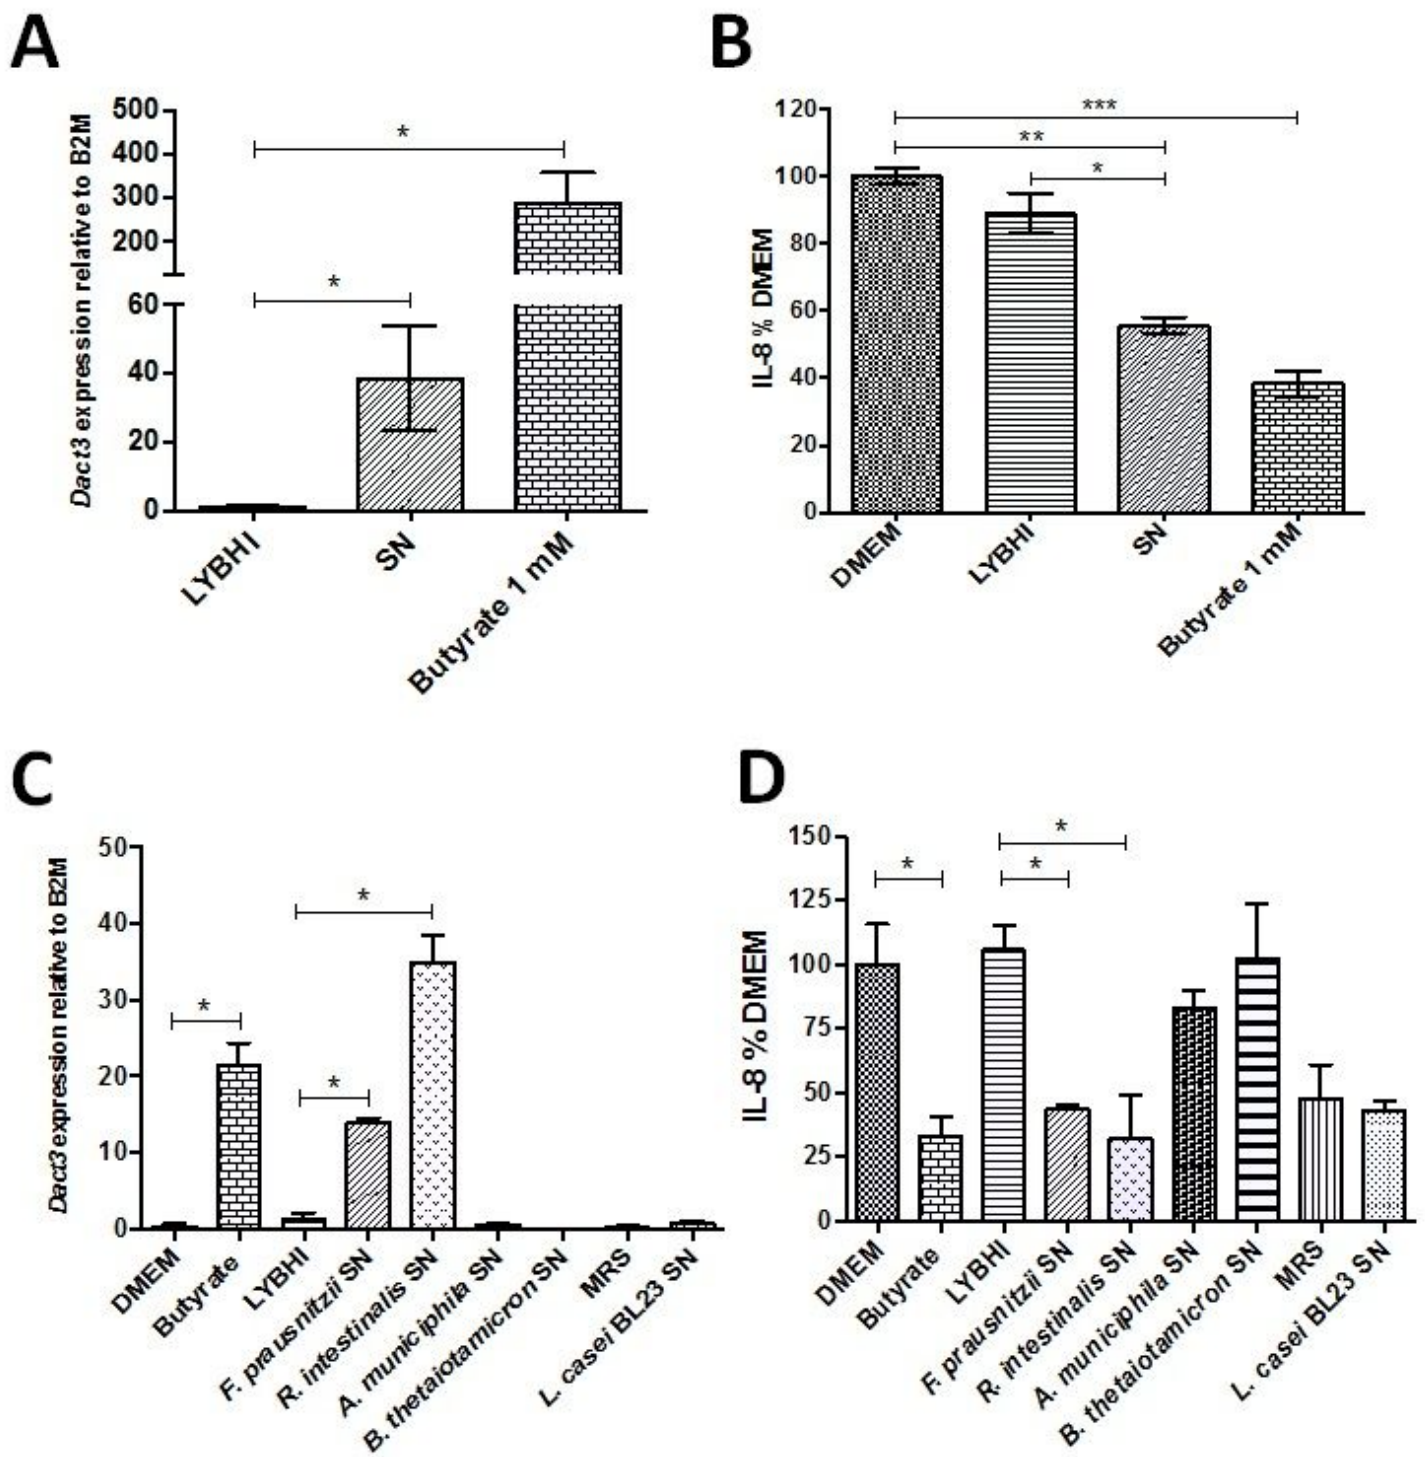 A
Dact3 expression relative to B2M
500
400
300
200
60
40
20
0
*
*
LYBHI
SN
Butyrate 1 mM
B
IL-8 % DMEM
120
100
80
60
40
20
0
***
**
*
DMEM
LYBHI
SN
Butyrate 1 mM
C
Dact3 expression relative to B2M
50
40
30
20
10
0
*
*
*
DMEM
Butyrate
LYBHI
F. prausnitzii SN
R. intestinalis SN
A. municiphila SN
B. thetaiotamicron SN
MRS
L. casei BL23 SN
D
IL-8 % DMEM
150
125
100
75
50
25
0
*
*
*
DMEM
Butyrate
LYBHI
F. prausnitzii SN
R. intestinalis SN
A. municiphila SN
B. thetaiotamicron SN
MRS
L. casei BL23 SN